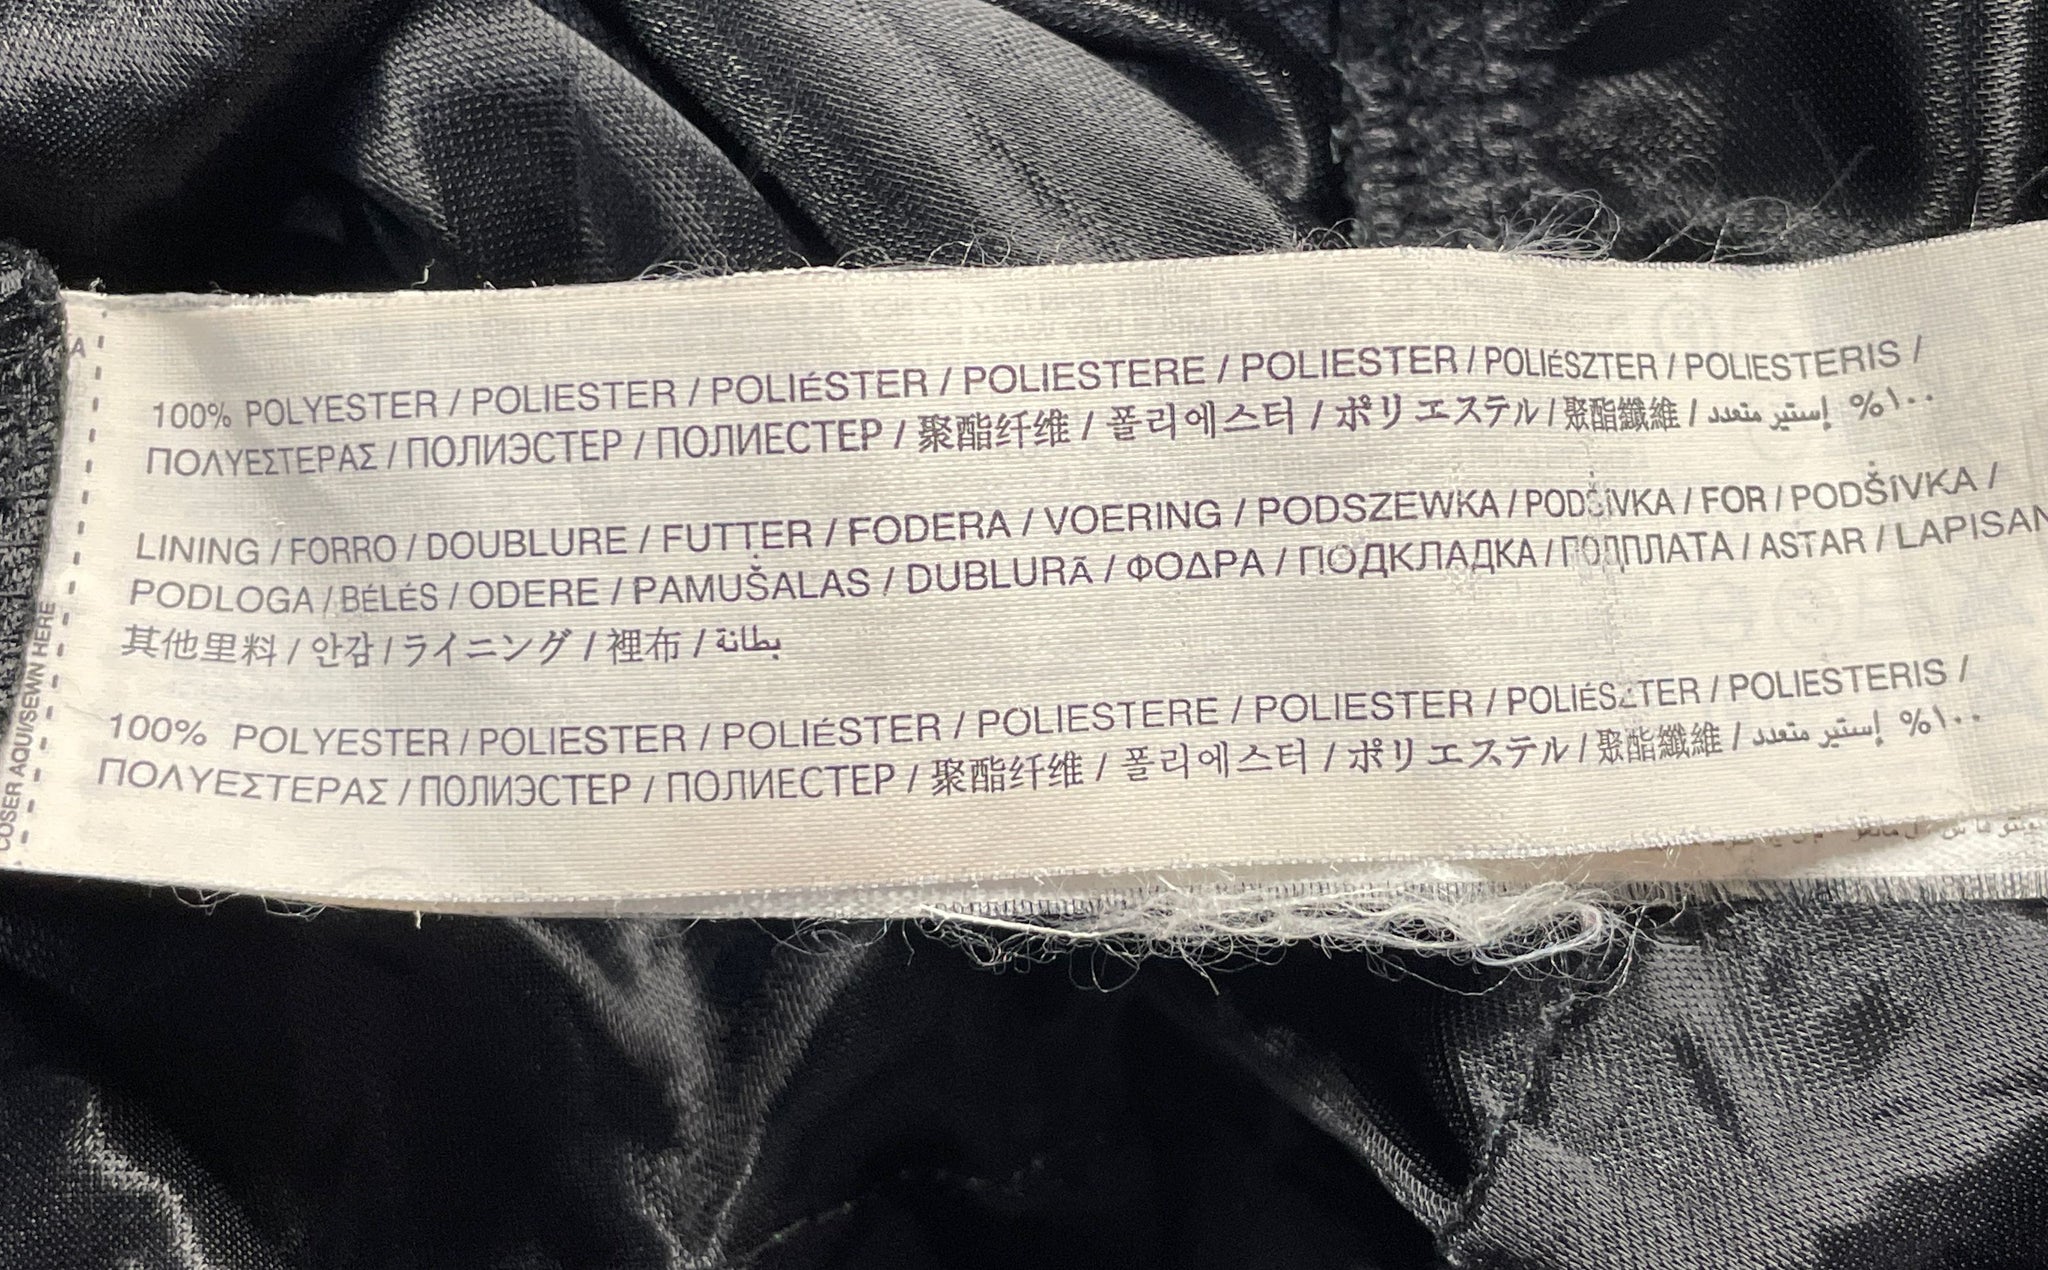 A
100% POLYESTER / POLIESTER / POLIÉSTER / POLIESTERE / POLIESTER / POLIÉSZTER / POLIESTERIS /
ΠΟΛΥΕΣΤΕΡΑΣ / ПОЛИЭСТЕР / ПОЛИЕСТЕР / 聚酯纤维 / 폴리에스터 / ポリエステル / 聚酯纖維 / إستير متعدد %١٠٠
LINING / FORRO / DOUBLURE / FUTTER / FODERA / VOERING / PODSZEWKA / PODŠÍVKA / FOR / PODŠIVKA /
PODLOGA / BÉLÉS / ODERE / PAMUŠALAS / DUBLURĂ / ΦΟΔΡΑ / ПОДКЛАДКА / ПОДПЛАТА / ASTAR / LAPISAN
其他里料 / 안감 / ライニング / 裡布 / بطانة
100% POLYESTER / POLIESTER / POLIÉSTER / POLIESTERE / POLIESTER / POLIÉSZTER / POLIESTERIS /
ΠΟΛΥΕΣΤΕΡΑΣ / ПОЛИЭСТЕР / ПОЛИЕСТЕР / 聚酯纤维 / 폴리에스터 / ポリエステル / 聚酯纖維 / إستير متعدد %١٠٠
COSER AQUI/SEWN HERE